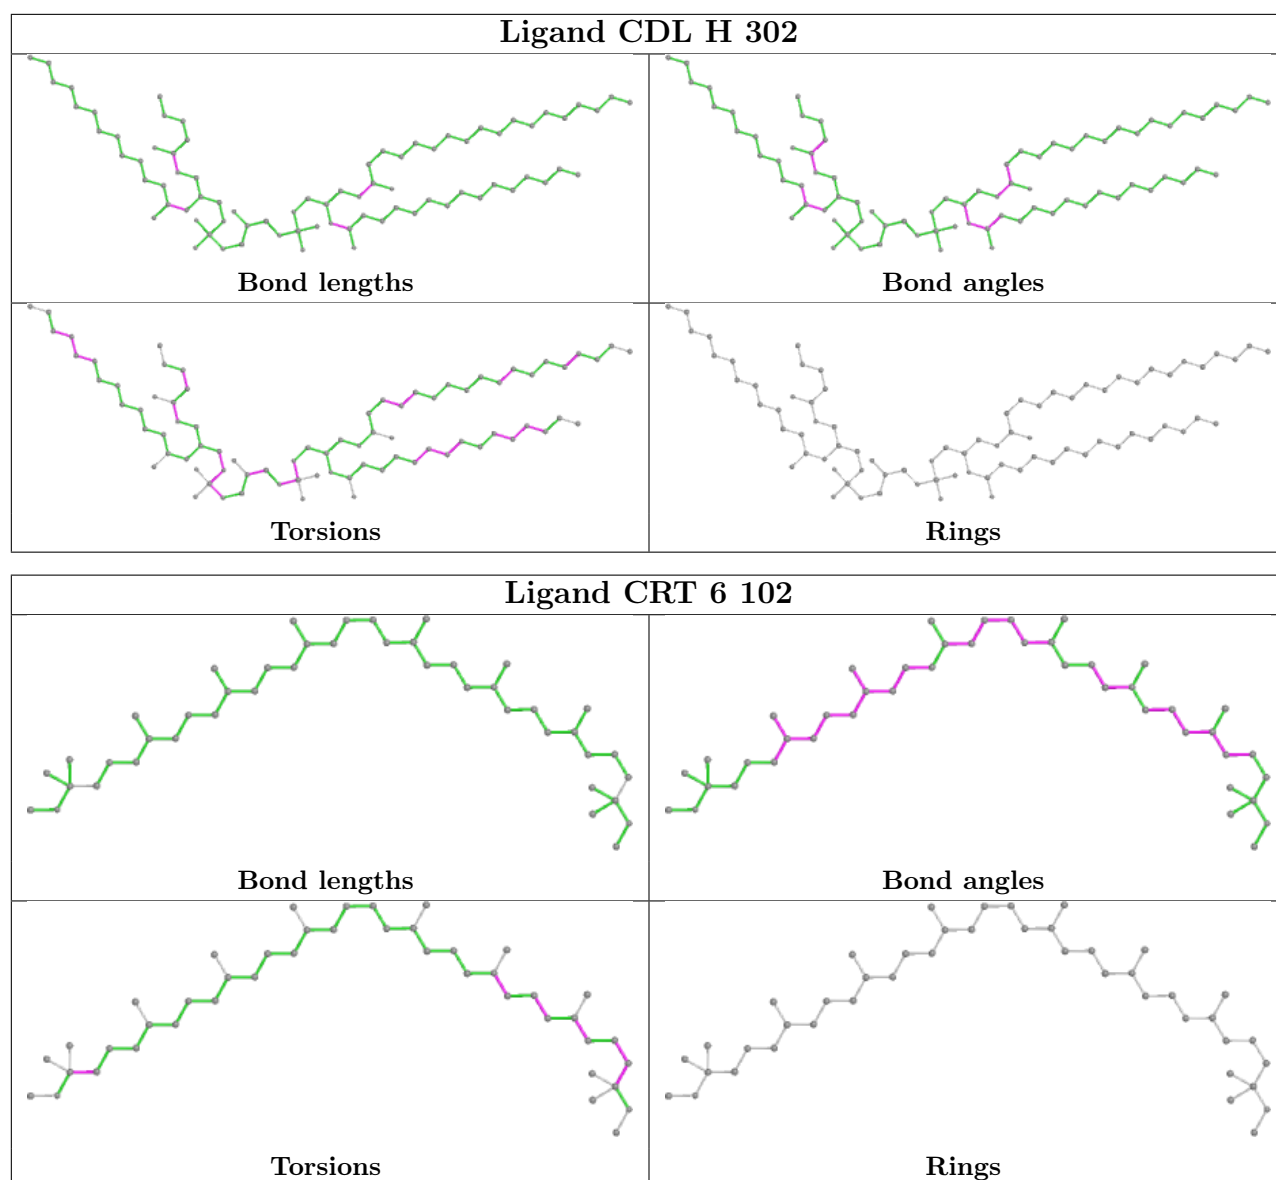 Ligand CDL H 302
Bond lengths
Bond angles
Torsions
Rings
Ligand CRT 6 102
Bond lengths
Bond angles
Torsions
Rings